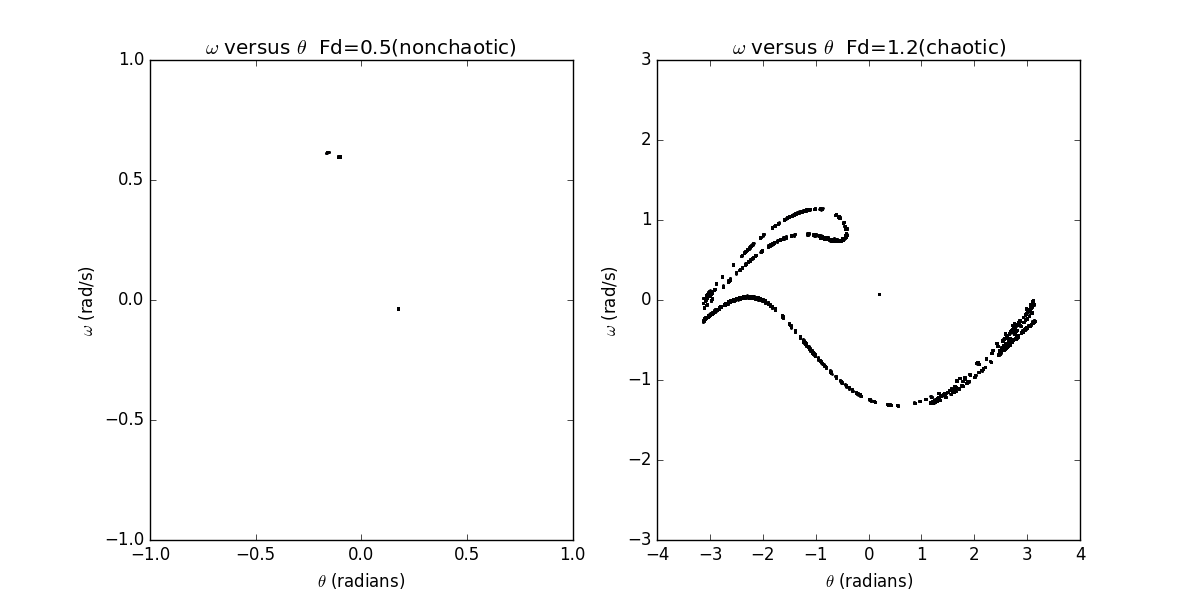 ω versus θ Fd=0.5(nonchaotic)
1.0
0.5
0.0
−0.5
−1.0
ω (rad/s)
−1.0 −0.5 0.0 0.5 1.0
θ (radians)
ω versus θ Fd=1.2(chaotic)
3
2
1
0
−1
−2
−3
ω (rad/s)
−4 −3 −2 −1 0 1 2 3 4
θ (radians)